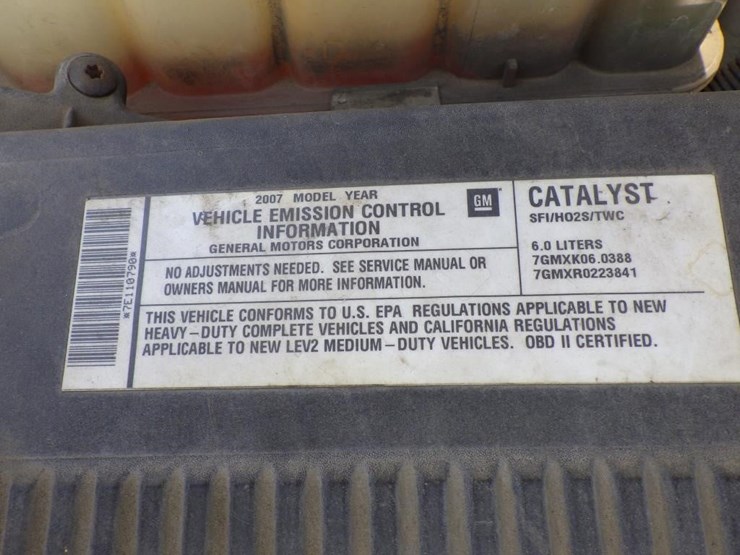 2007 MODEL YEAR
VEHICLE EMISSION CONTROL
INFORMATION
GENERAL MOTORS CORPORATION
GM
CATALYST
SFI/HO2S/TWC
6.0 LITERS
7GMXK06.0388
7GMXR0223841
NO ADJUSTMENTS NEEDED. SEE SERVICE MANUAL OR
OWNERS MANUAL FOR MORE INFORMATION.
THIS VEHICLE CONFORMS TO U.S. EPA REGULATIONS APPLICABLE TO NEW
HEAVY-DUTY COMPLETE VEHICLES AND CALIFORNIA REGULATIONS
APPLICABLE TO NEW LEV2 MEDIUM-DUTY VEHICLES. OBD II CERTIFIED.
*7E110790*